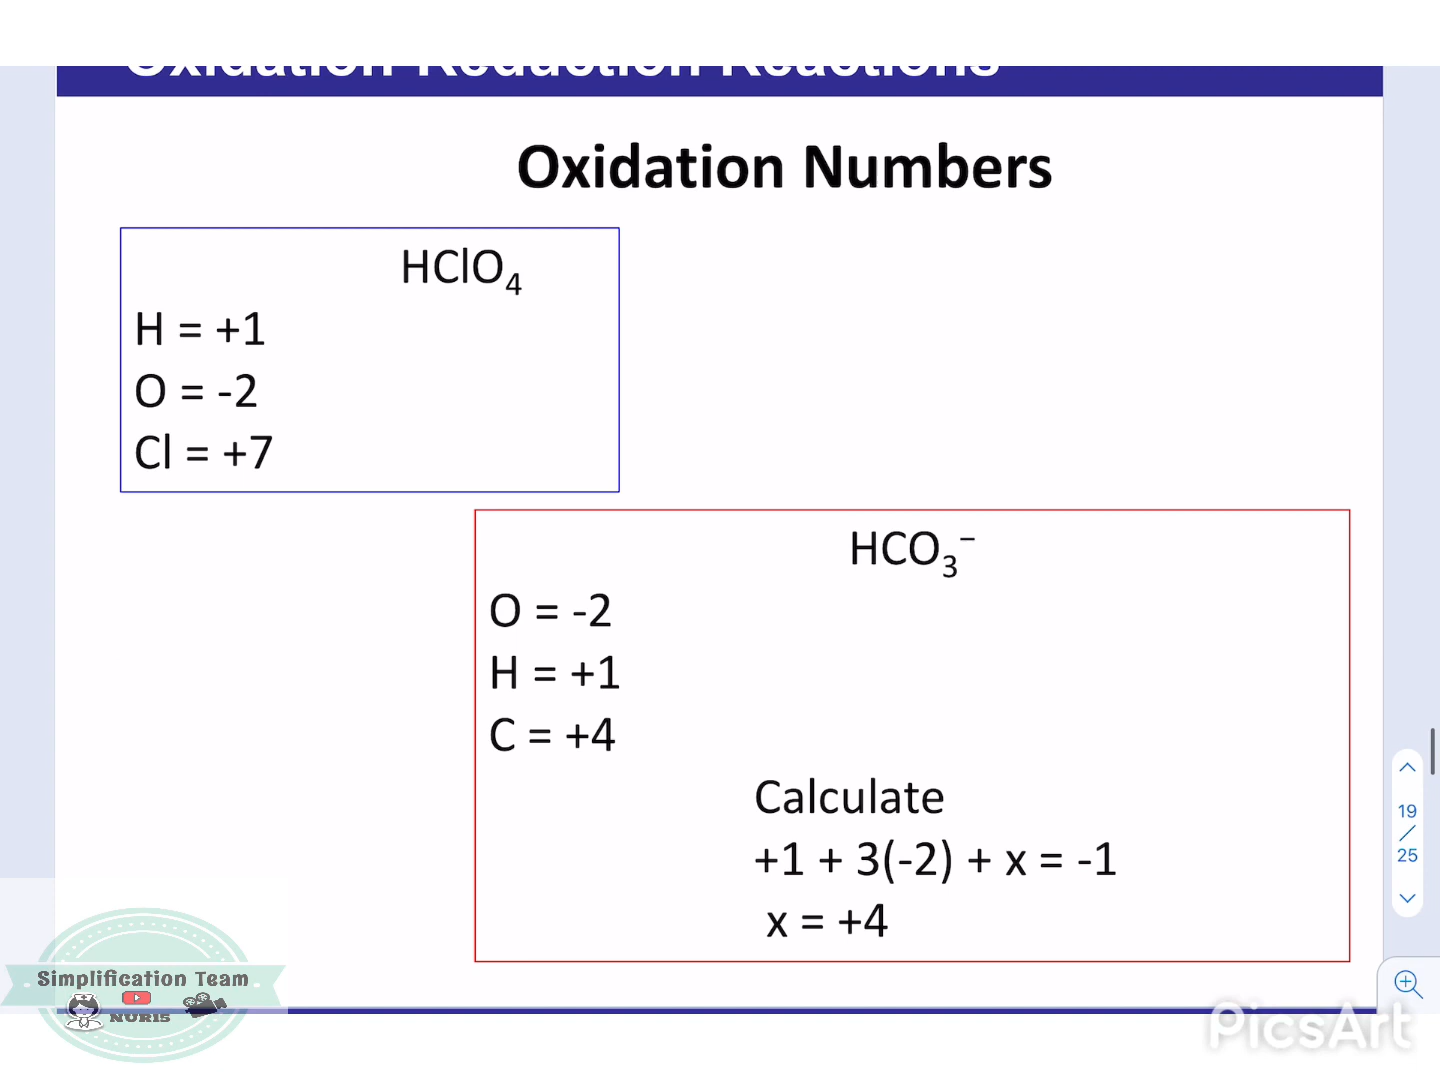 Oxidation-Reduction Reactions
Oxidation Numbers
HClO₄
H = +1
O = -2
Cl = +7
HCO₃⁻
O = -2
H = +1
C = +4
Calculate
+1 + 3(-2) + x = -1
x = +4
19
/
25
Simplification Team
NURIS
PicsArt